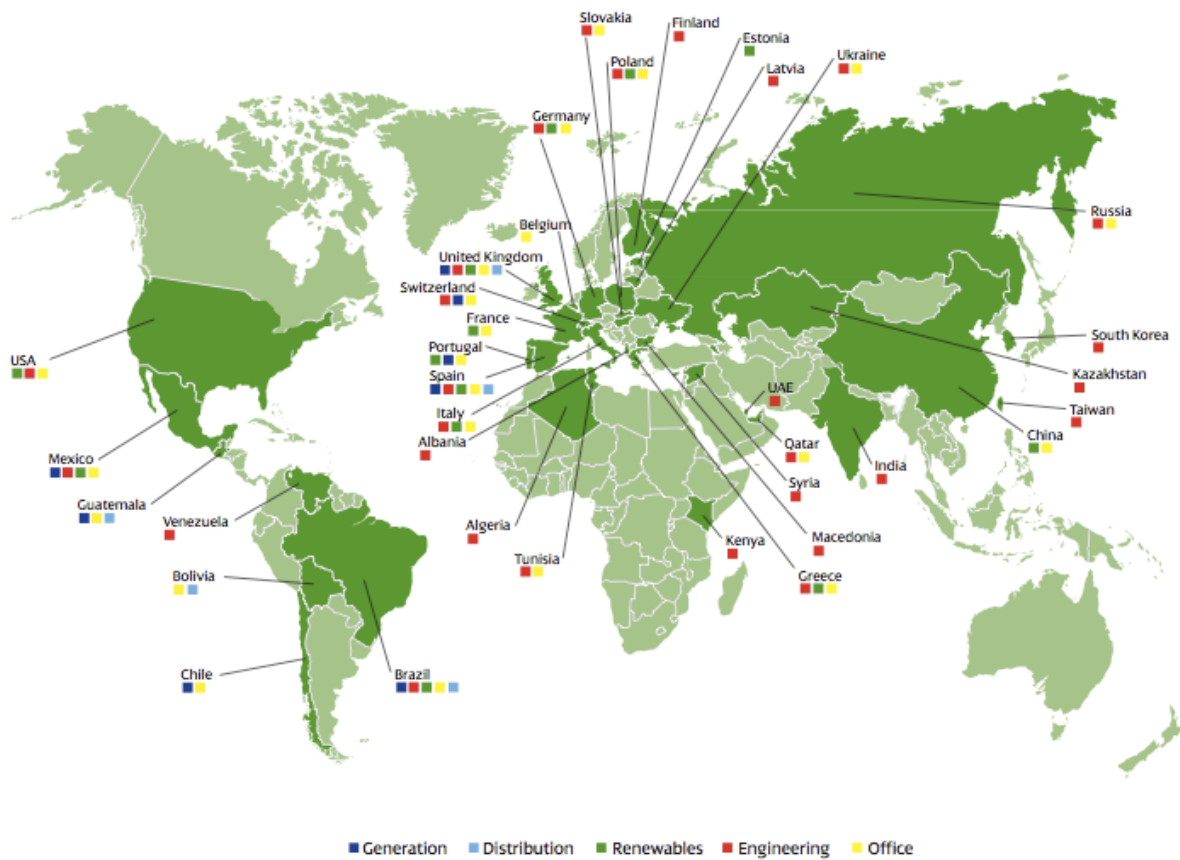 Slovakia
Finland
Estonia
Ukraine
Poland
Latvia
Germany
Belgium
Russia
United Kingdom
Switzerland
France
South Korea
Portugal
USA
Spain
Kazakhstan
UAE
Taiwan
Italy
China
Albania
Qatar
Mexico
India
Syria
Guatemala
Venezuela
Algeria
Macedonia
Kenya
Tunisia
Bolivia
Greece
Chile
Brazil
Generation Distribution Renewables Engineering Office